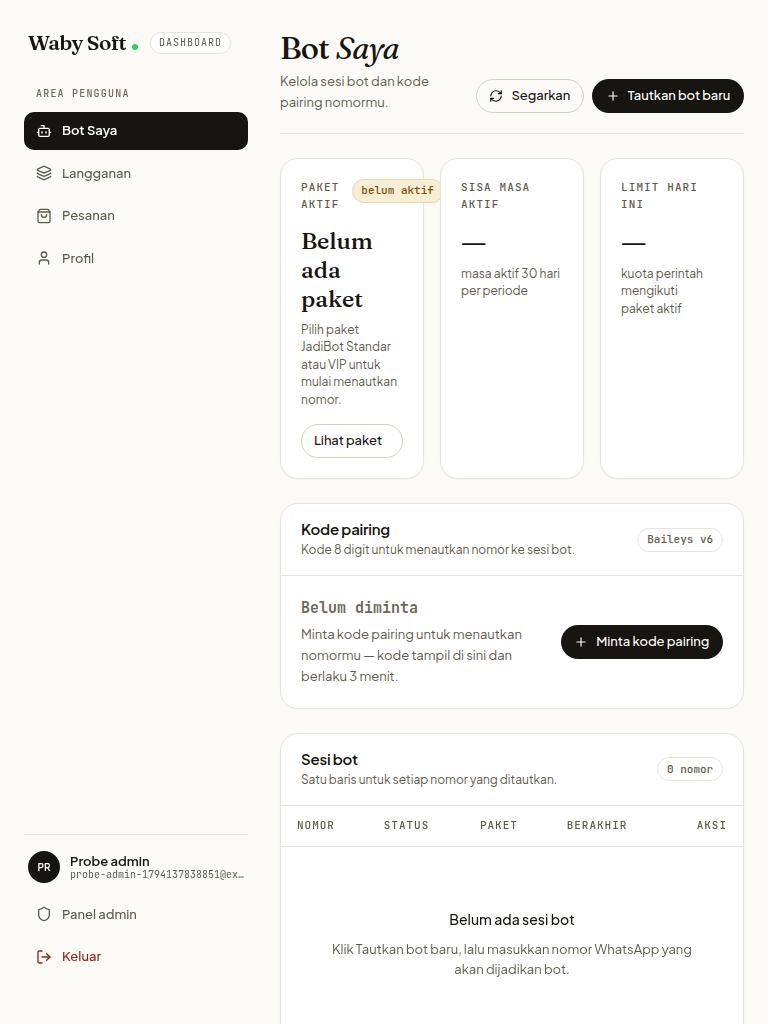 Waby Soft
DASHBOARD
AREA PENGGUNA
Bot Saya
Langganan
Pesanan
Profil
Probe admin
probe-admin-1794137838851@ex…
PR
Panel admin
Keluar
Bot Saya
Kelola sesi bot dan kode
pairing nomormu.
Segarkan
Tautkan bot baru
PAKET
AKTIF
belum aktif
Belum
ada
paket
Pilih paket
JadiBot Standar
atau VIP untuk
mulai menautkan
nomor.
Lihat paket
SISA MASA
AKTIF
—
masa aktif 30 hari
per periode
LIMIT HARI
INI
—
kuota perintah
mengikuti
paket aktif
Kode pairing
Kode 8 digit untuk menautkan nomor ke sesi bot.
Baileys v6
Belum diminta
Minta kode pairing untuk menautkan
nomormu — kode tampil di sini dan
berlaku 3 menit.
Minta kode pairing
Sesi bot
Satu baris untuk setiap nomor yang ditautkan.
0 nomor
NOMOR STATUS PAKET BERAKHIR AKSI
Belum ada sesi bot
Klik Tautkan bot baru, lalu masukkan nomor WhatsApp yang
akan dijadikan bot.